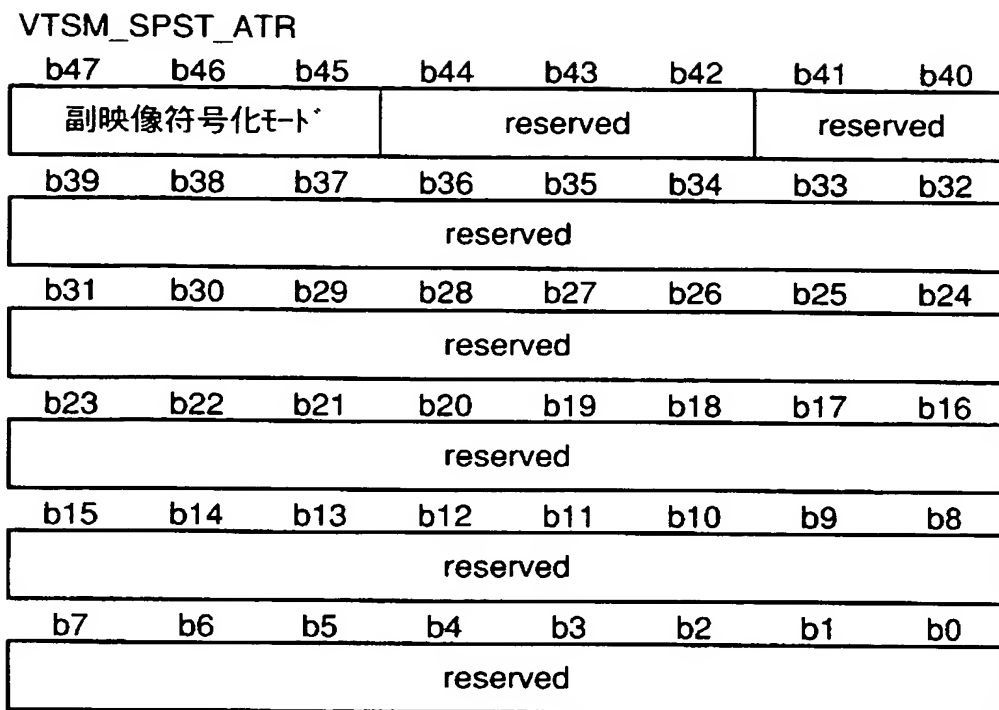 VTSM_SPST_ATR
b47 b46 b45 b44 b43 b42 b41 b40
副映像符号化ﾓｰﾄﾞ reserved reserved
b39 b38 b37 b36 b35 b34 b33 b32
reserved
b31 b30 b29 b28 b27 b26 b25 b24
reserved
b23 b22 b21 b20 b19 b18 b17 b16
reserved
b15 b14 b13 b12 b11 b10 b9 b8
reserved
b7 b6 b5 b4 b3 b2 b1 b0
reserved